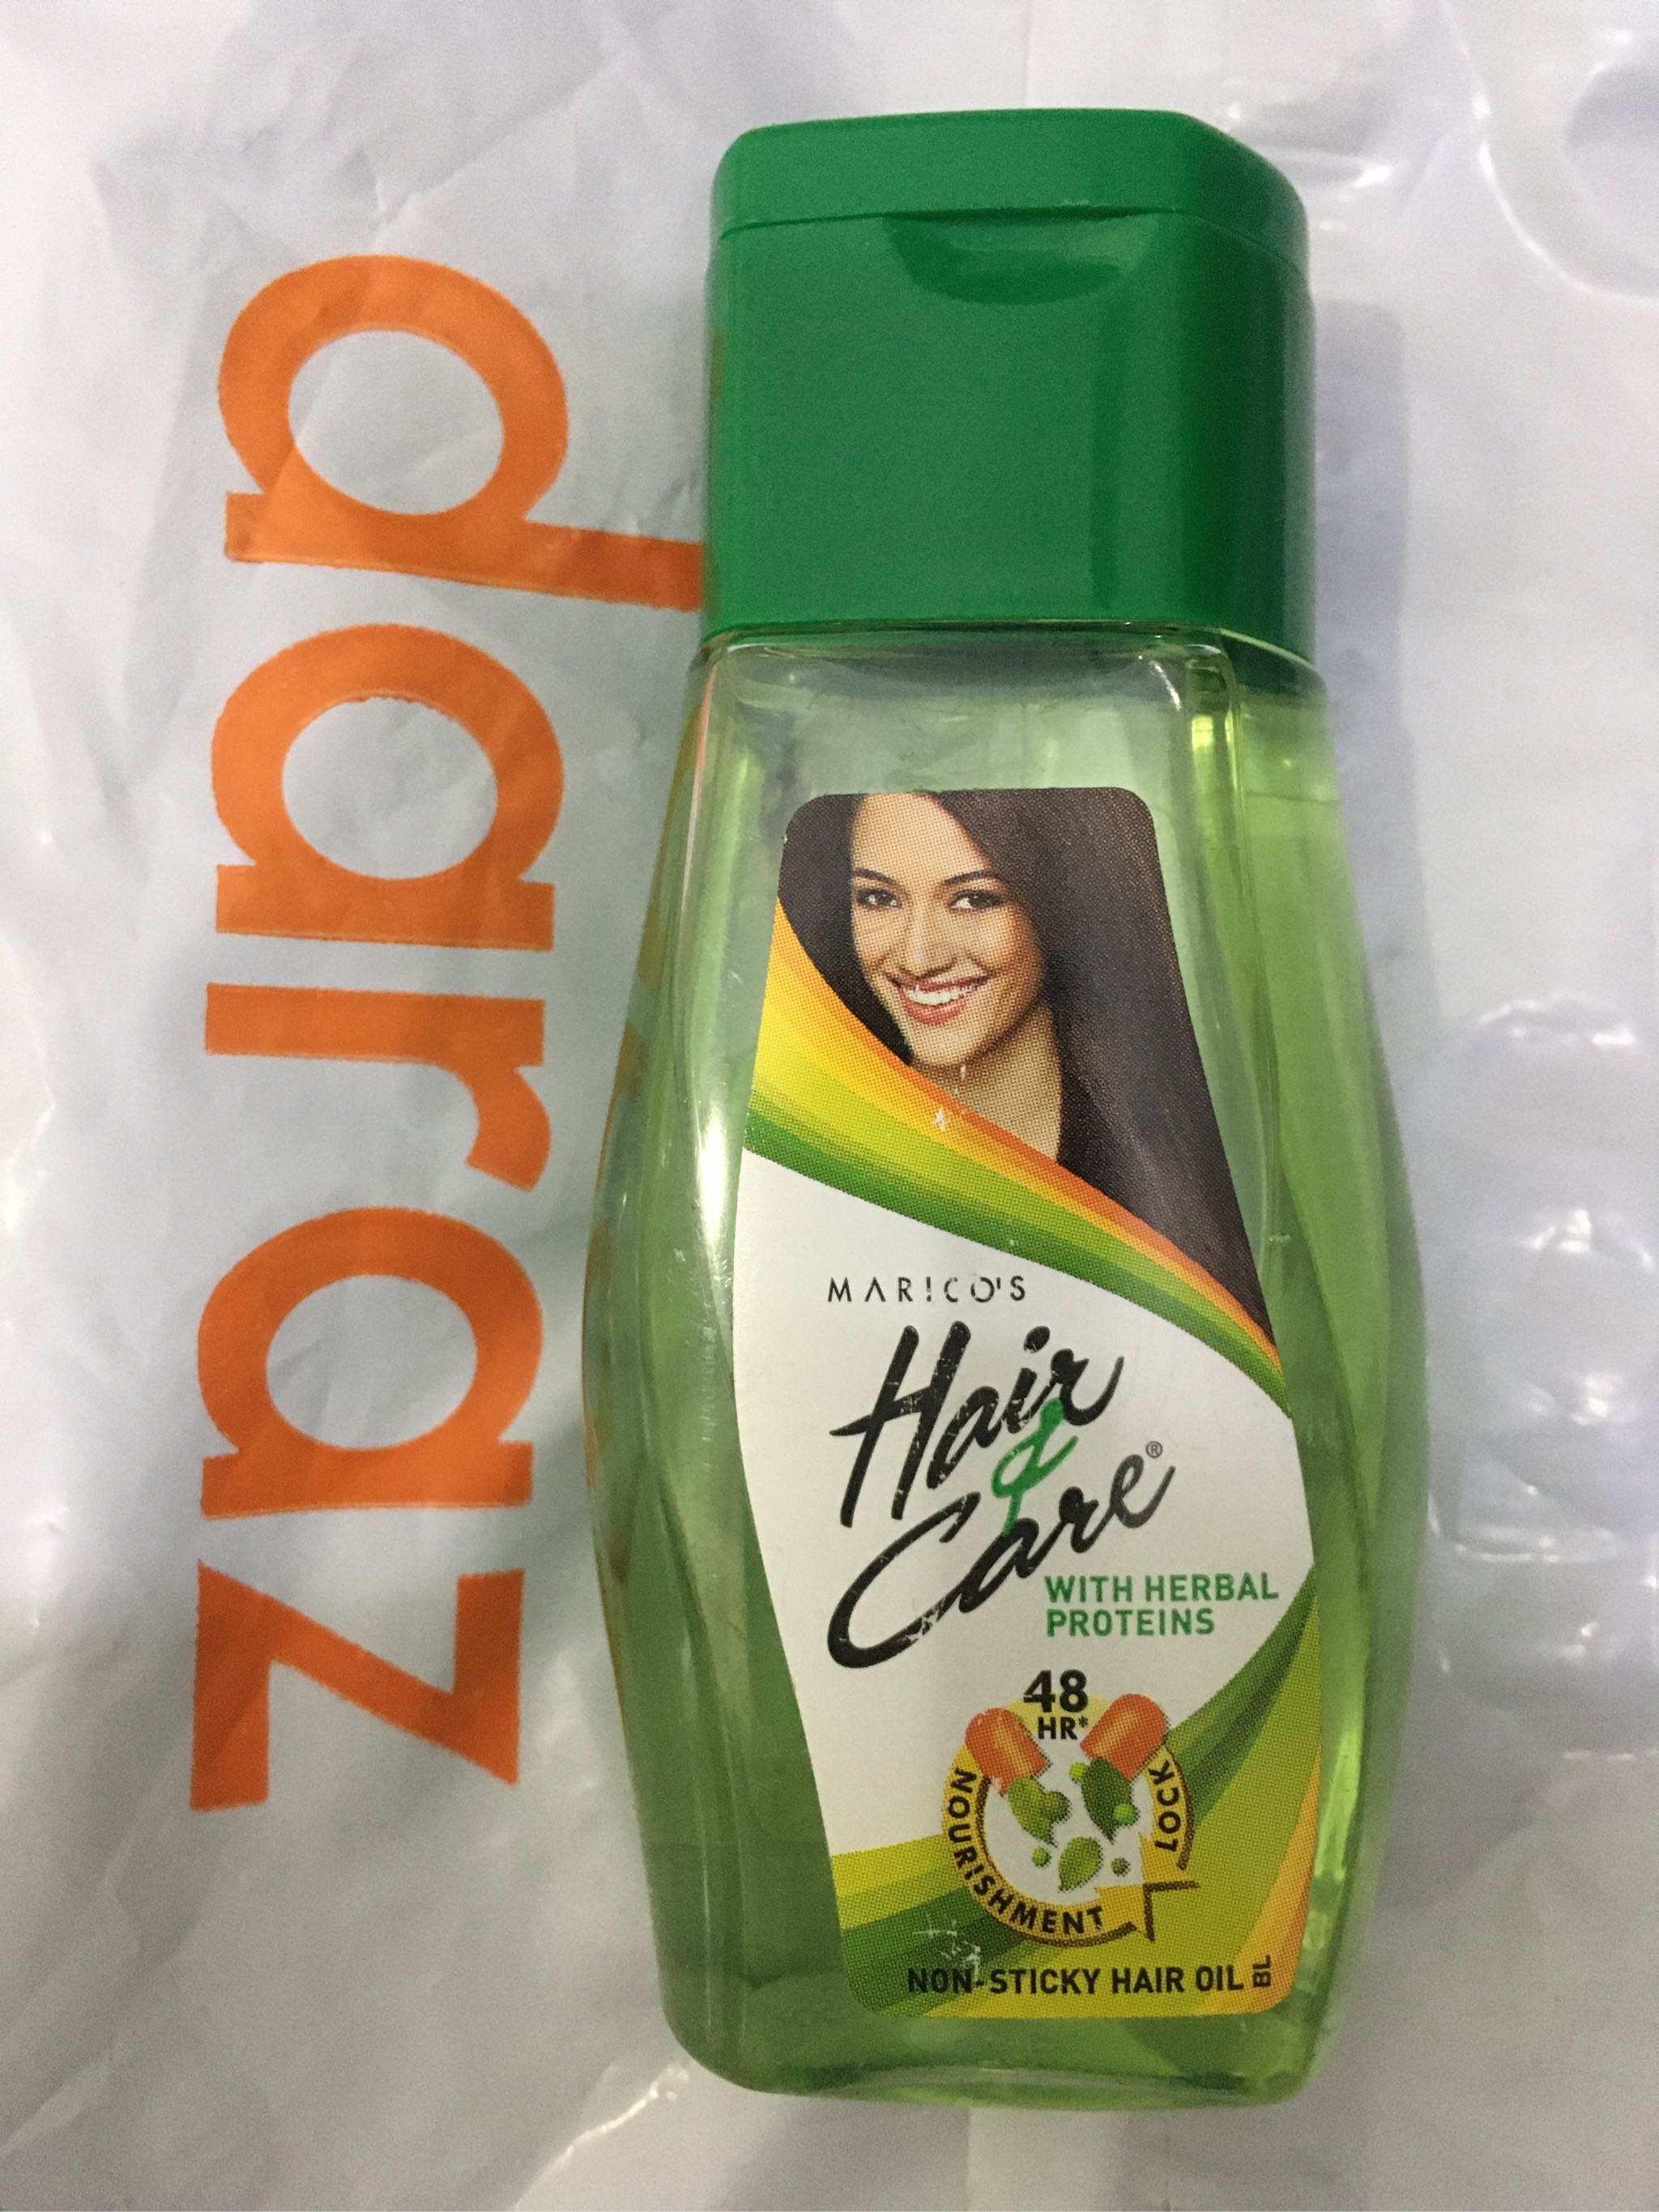 daraz
MARICO'S
Hair
&
Care®
WITH HERBAL
PROTEINS
48
HR*
NOURISHMENT LOCK
NON-STICKY HAIR OIL BL